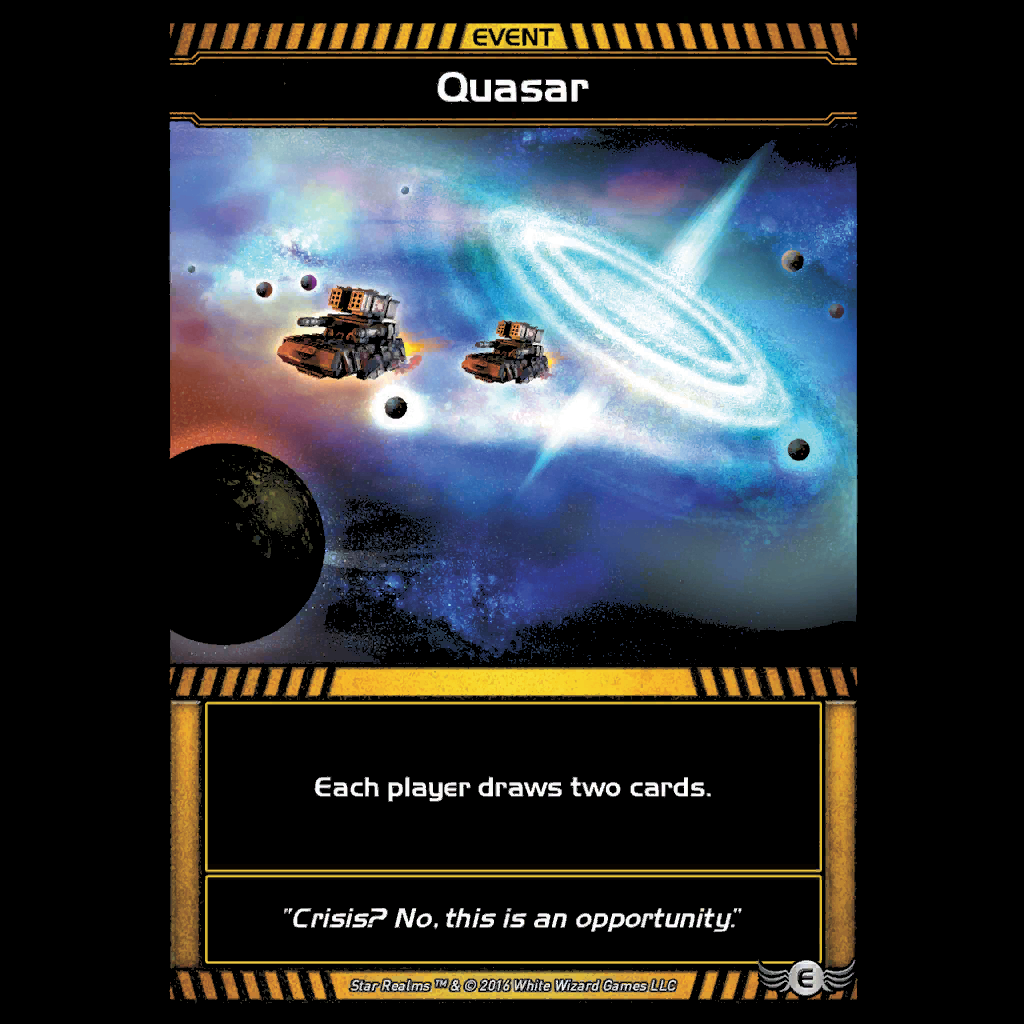 EVENT
Quasar
Each player draws two cards.
"Crisis? No, this is an opportunity."
Star Realms ™ & © 2016 White Wizard Games LLC
E